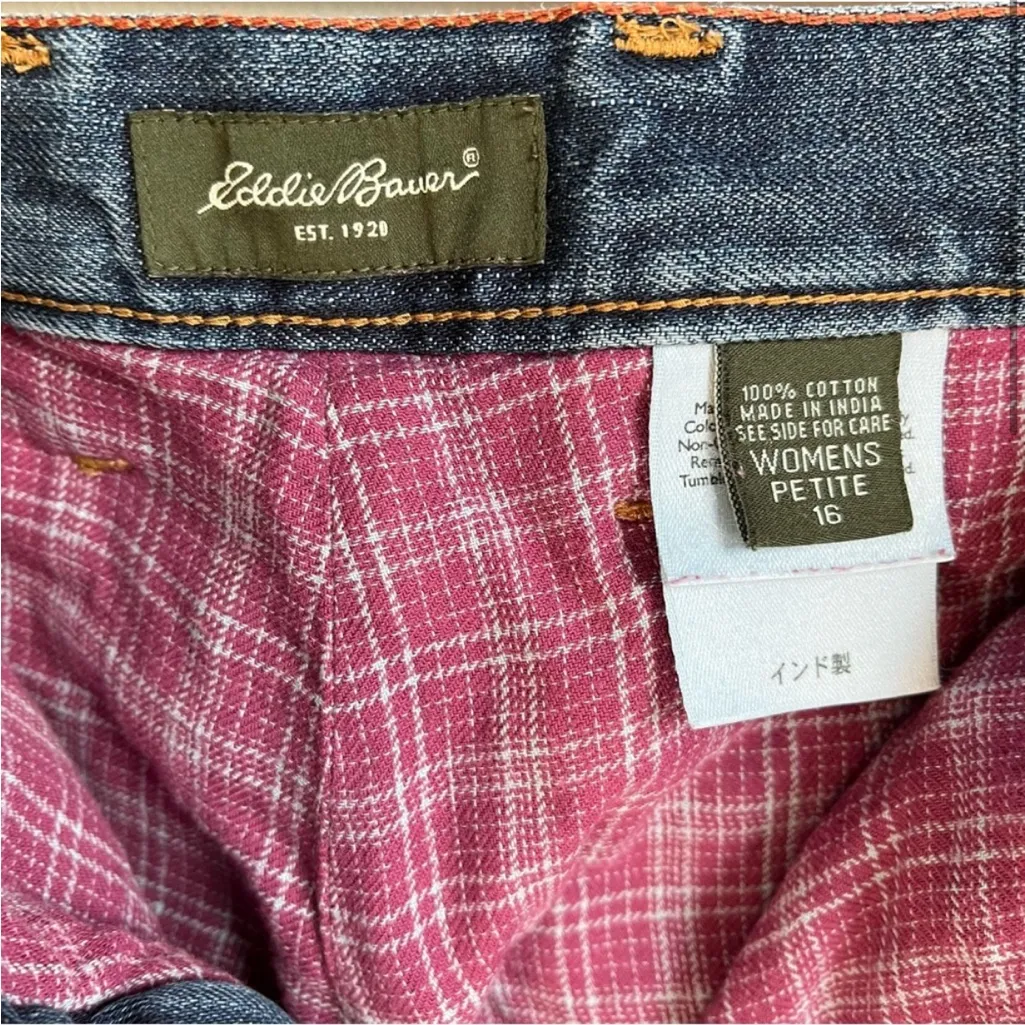 Eddie Bauer®
EST. 1920
100% COTTON
MADE IN INDIA
SEE SIDE FOR CARE
WOMENS
PETITE
16
インド製